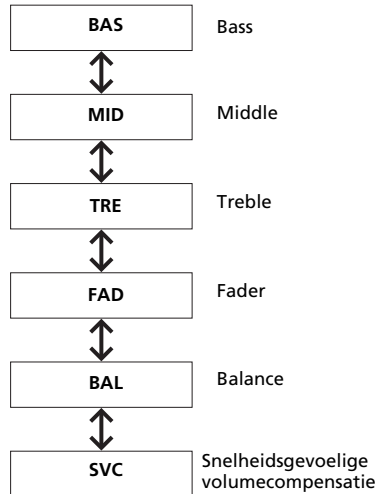 BAS Bass
MID Middle
TRE Treble
FAD Fader
BAL Balance
SVC Snelheidsgevoelige
volumecompensatie